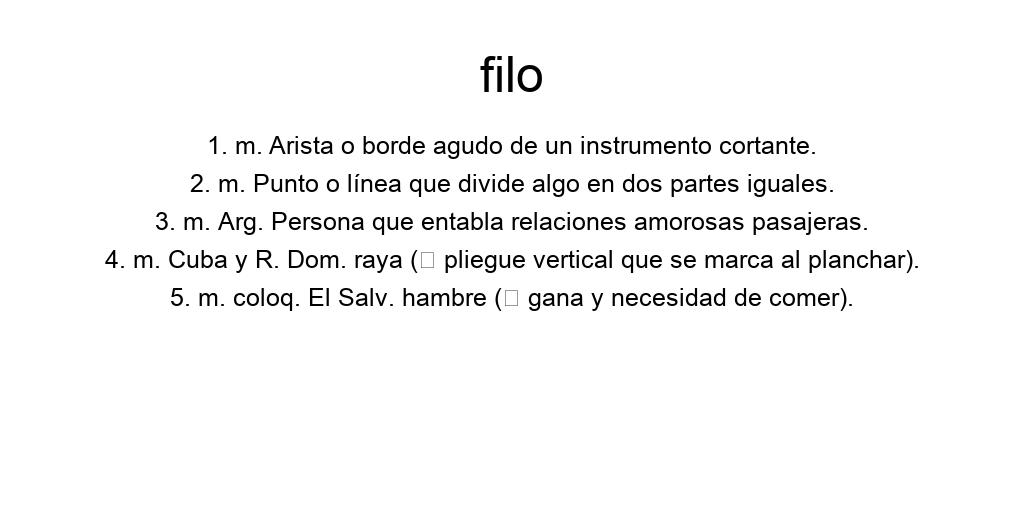 filo
1. m. Arista o borde agudo de un instrumento cortante.
2. m. Punto o línea que divide algo en dos partes iguales.
3. m. Arg. Persona que entabla relaciones amorosas pasajeras.
4. m. Cuba y R. Dom. raya (□ pliegue vertical que se marca al planchar).
5. m. coloq. El Salv. hambre (□ gana y necesidad de comer).